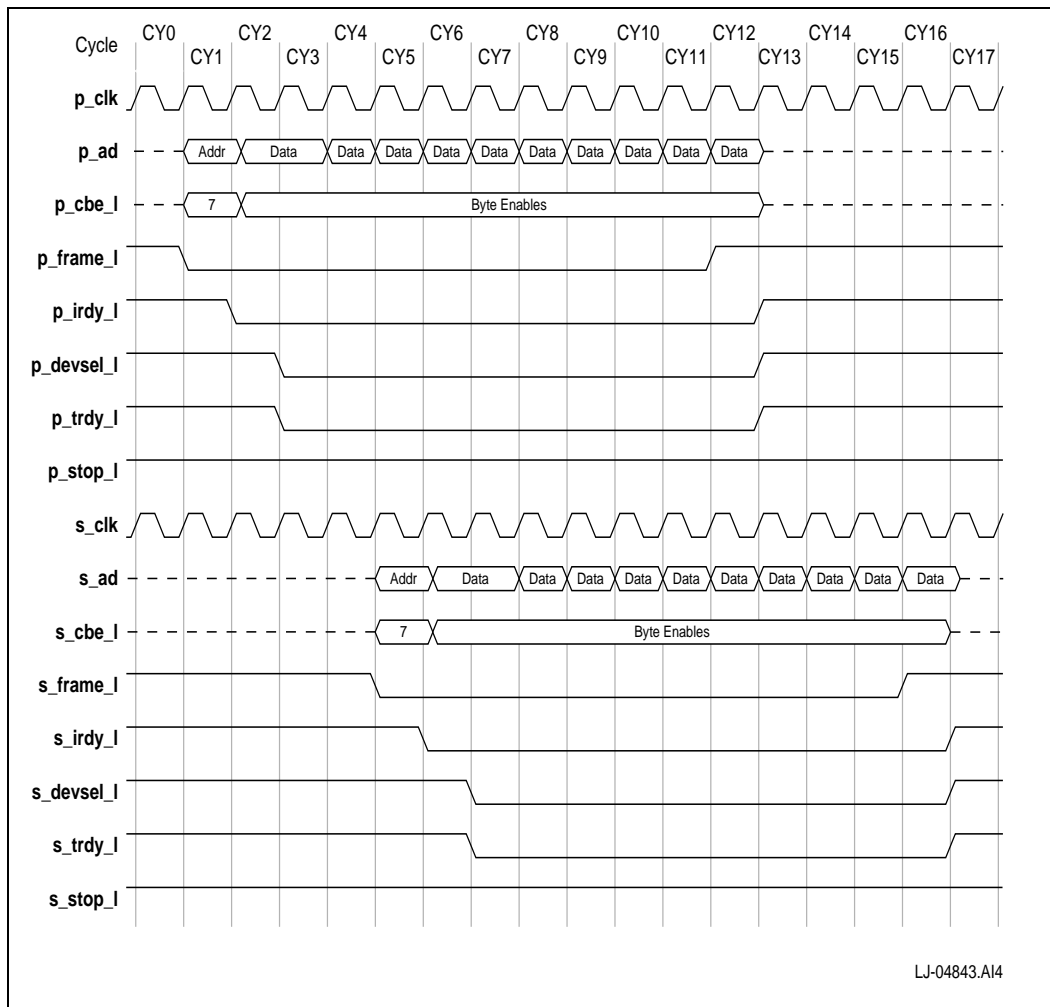 CY0 CY2 CY4 CY6 CY8 CY10 CY12 CY14 CY16
Cycle
CY1 CY3 CY5 CY7 CY9 CY11 CY13 CY15 CY17
p_clk
p_ad Addr Data Data Data Data Data Data Data Data Data Data
p_cbe_l 7 Byte Enables
p_frame_l
p_irdy_l
p_devsel_l
p_trdy_l
p_stop_l
s_clk
s_ad Addr Data Data Data Data Data Data Data Data Data Data
s_cbe_l 7 Byte Enables
s_frame_l
s_irdy_l
s_devsel_l
s_trdy_l
s_stop_l
LJ-04843.AI4